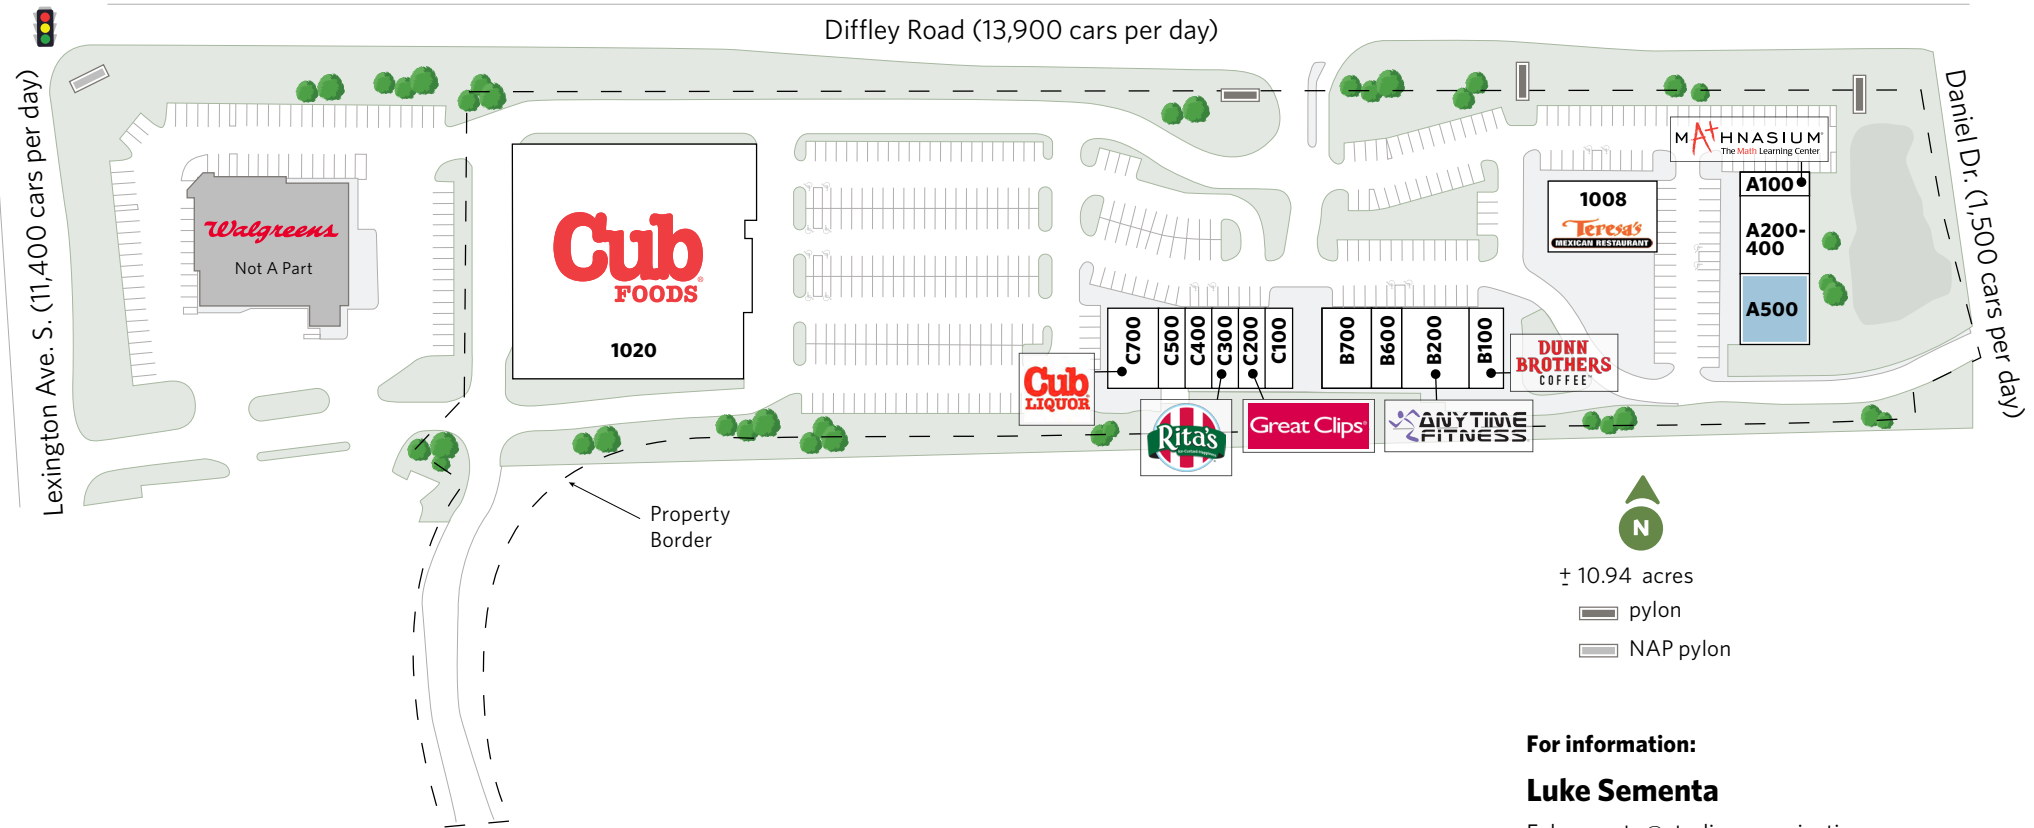 Diffley Road (13,900 cars per day)
Lexington Ave. S. (11,400 cars per day)
Daniel Dr. (1,500 cars per day)
Walgreens
Not A Part
Cub
FOODS
1020
MA+HNASIUM
The Math Learning Center
1008
Teresa's
MEXICAN RESTAURANT
A100
A200-
400
A500
C700
C500
C400
C300
C200
C100
B700
B600
B200
B100
Cub
LIQUOR
Rita's
Great Clips
ANYTIME
FITNESS
DUNN
BROTHERS
COFFEE
Property
Border
N
± 10.94 acres
pylon
NAP pylon
For information:
Luke Sementa